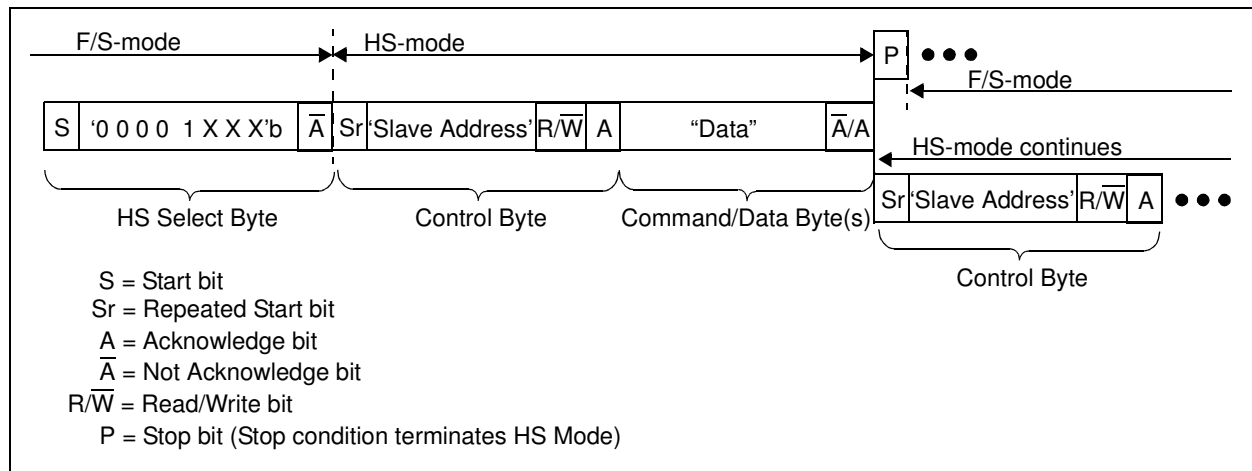 F/S-mode HS-mode
P •••
F/S-mode
S ‘0 0 0 0 1 X X X’b A̅ Sr ‘Slave Address’ R/W̅ A “Data” A̅/A
HS-mode continues
Sr ‘Slave Address’ R/W̅ A •••
HS Select Byte Control Byte Command/Data Byte(s)
Control Byte
S = Start bit
Sr = Repeated Start bit
A = Acknowledge bit
A̅ = Not Acknowledge bit
R/W̅ = Read/Write bit
P = Stop bit (Stop condition terminates HS Mode)